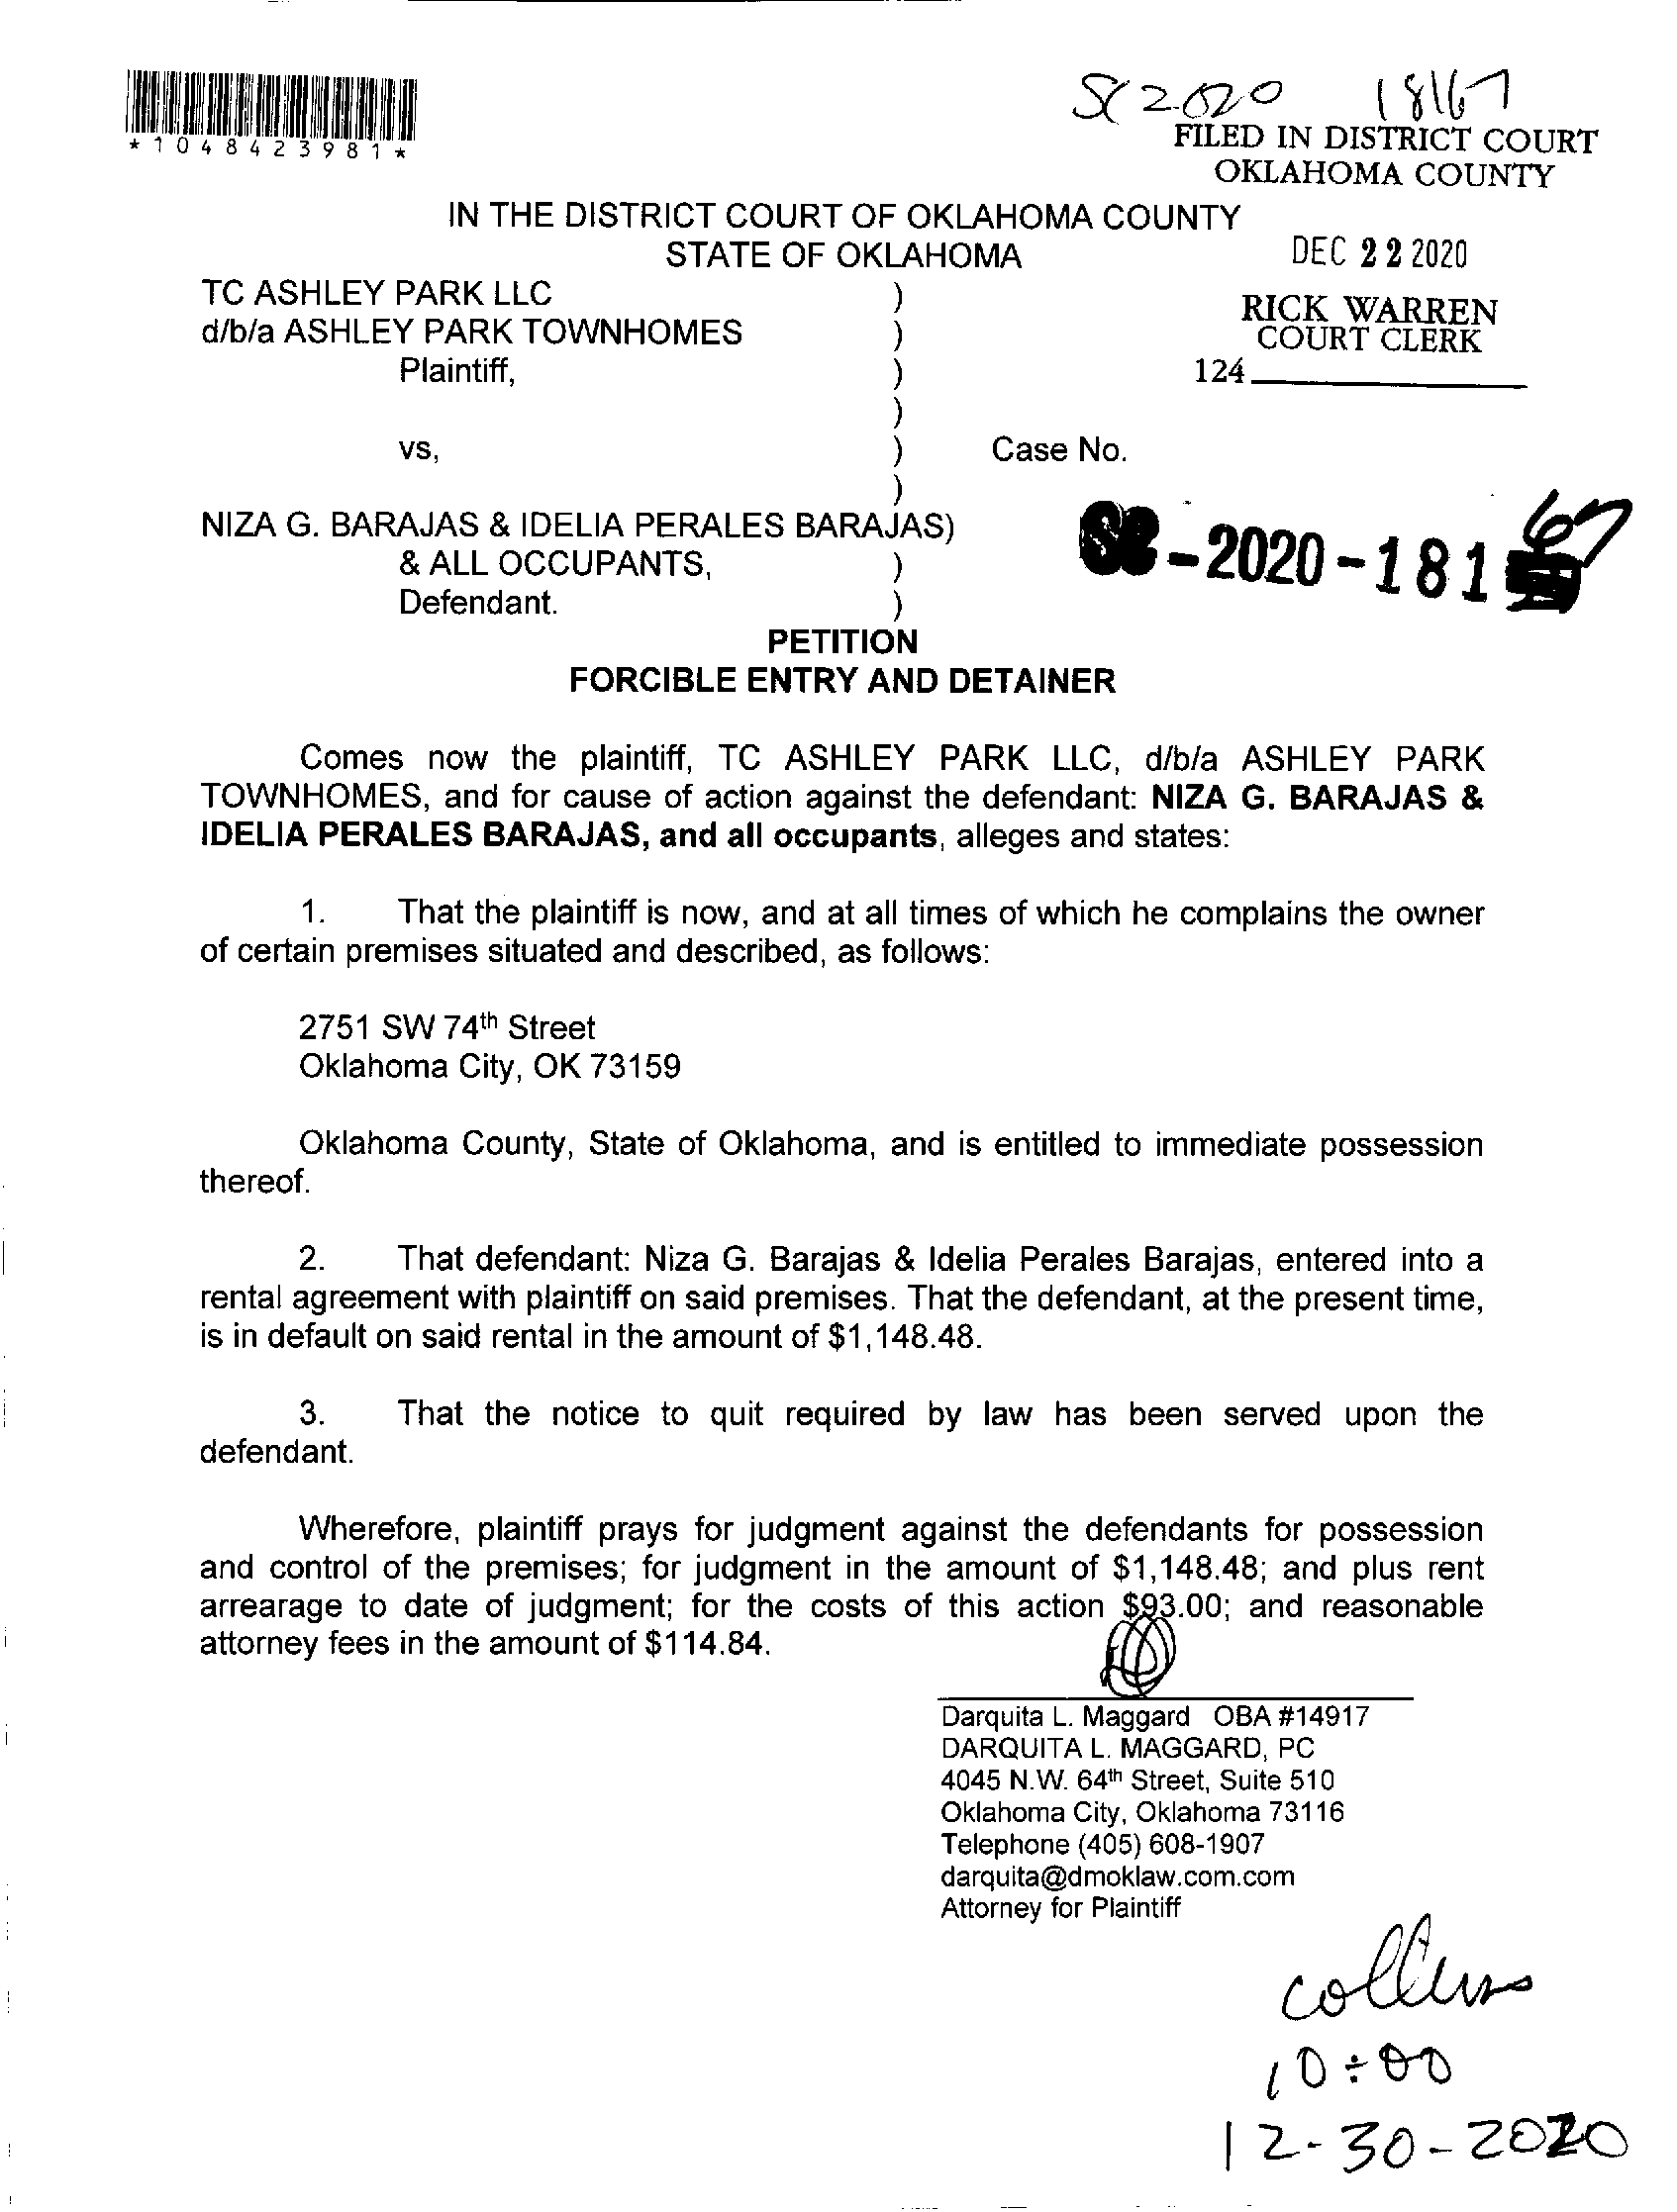 SC 2020 18167
*1048423981*
FILED IN DISTRICT COURT
OKLAHOMA COUNTY
IN THE DISTRICT COURT OF OKLAHOMA COUNTY
STATE OF OKLAHOMA
DEC 22 2020
TC ASHLEY PARK LLC )
d/b/a ASHLEY PARK TOWNHOMES )
Plaintiff, )
RICK WARREN
COURT CLERK
124
)
vs, ) Case No.
)
NIZA G. BARAJAS & IDELIA PERALES BARAJAS)
& ALL OCCUPANTS, )
Defendant. )
SC-2020-18167
PETITION
FORCIBLE ENTRY AND DETAINER
Comes now the plaintiff, TC ASHLEY PARK LLC, d/b/a ASHLEY PARK
TOWNHOMES, and for cause of action against the defendant: NIZA G. BARAJAS &
IDELIA PERALES BARAJAS, and all occupants, alleges and states:
1. That the plaintiff is now, and at all times of which he complains the owner
of certain premises situated and described, as follows:
2751 SW 74th Street
Oklahoma City, OK 73159
Oklahoma County, State of Oklahoma, and is entitled to immediate possession
thereof.
2. That defendant: Niza G. Barajas & Idelia Perales Barajas, entered into a
rental agreement with plaintiff on said premises. That the defendant, at the present time,
is in default on said rental in the amount of $1,148.48.
3. That the notice to quit required by law has been served upon the
defendant.
Wherefore, plaintiff prays for judgment against the defendants for possession
and control of the premises; for judgment in the amount of $1,148.48; and plus rent
arrearage to date of judgment; for the costs of this action $93.00; and reasonable
attorney fees in the amount of $114.84.
Darquita L. Maggard OBA #14917
DARQUITA L. MAGGARD, PC
4045 N.W. 64th Street, Suite 510
Oklahoma City, Oklahoma 73116
Telephone (405) 608-1907
darquita@dmoklaw.com.com
Attorney for Plaintiff
collins
10:00
12-30-2020